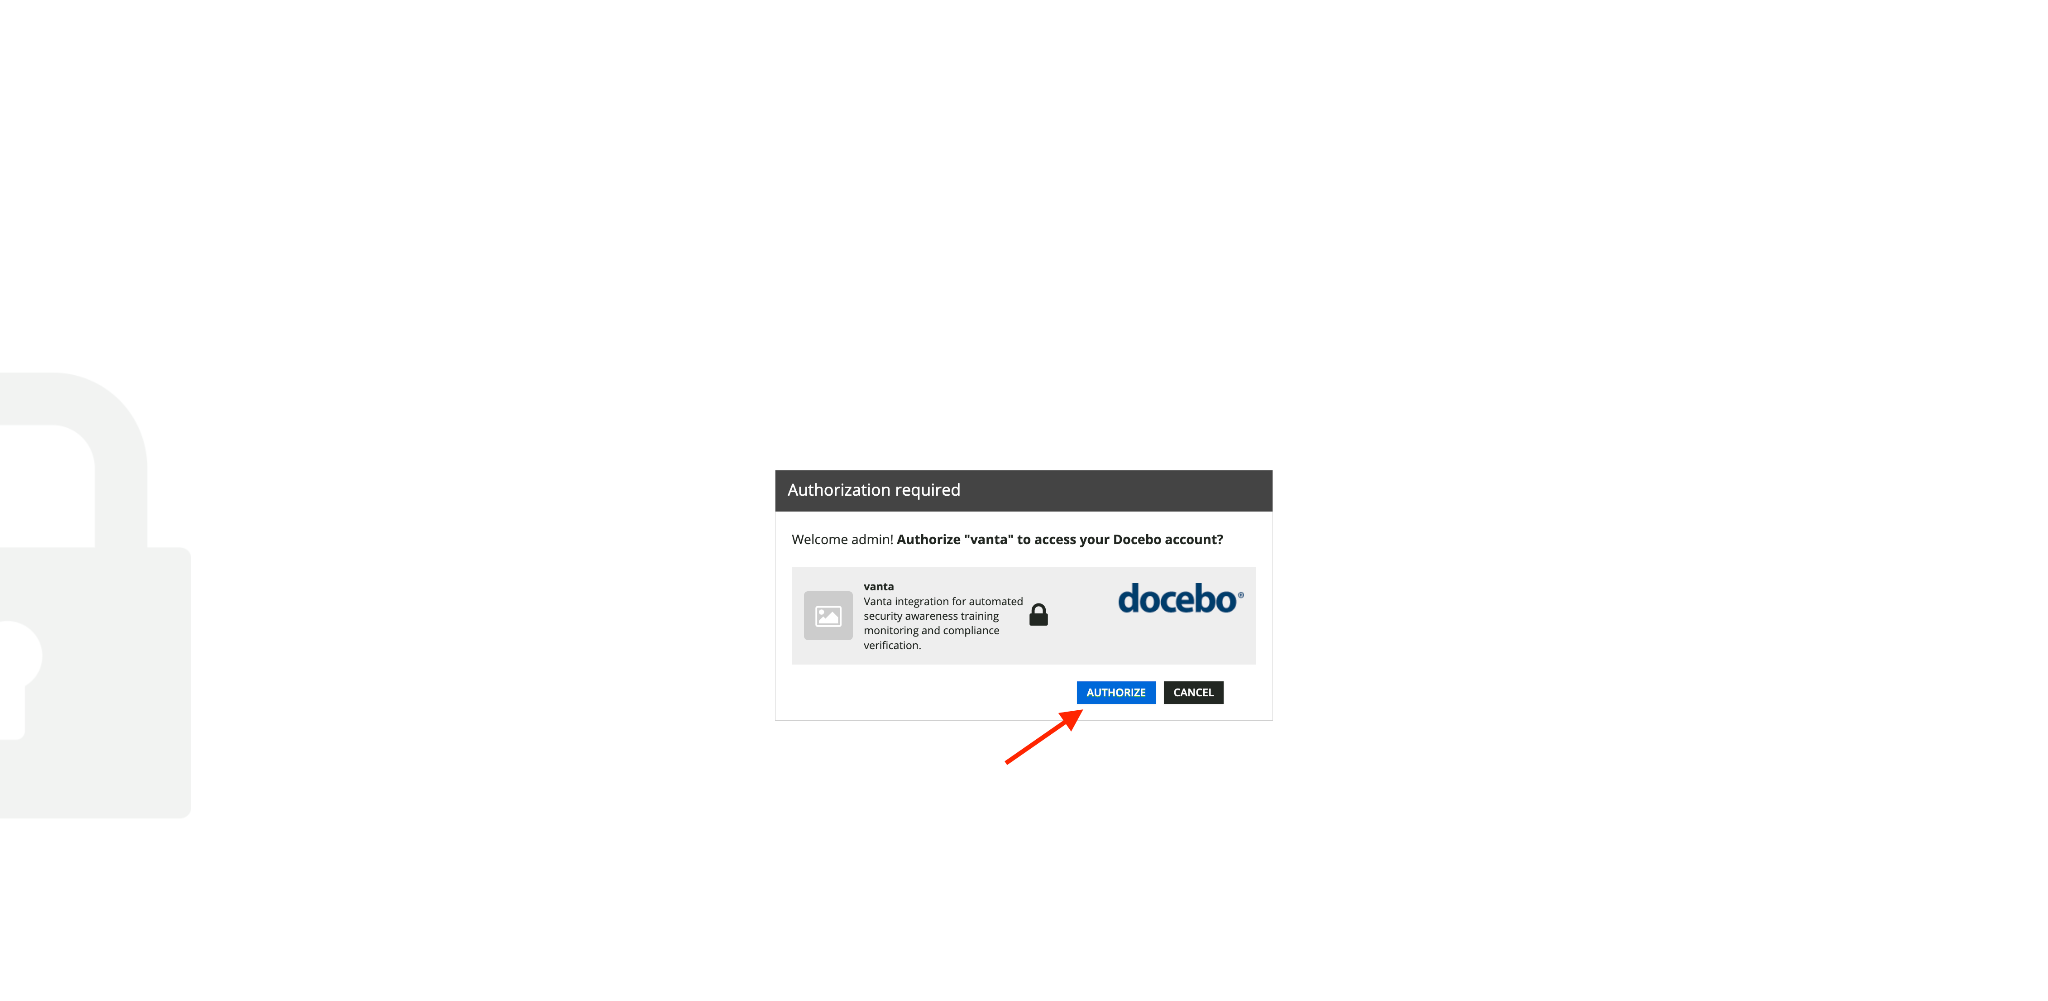 Authorization required
Welcome admin! Authorize "vanta" to access your Docebo account?
vanta
Vanta integration for automated
security awareness training
monitoring and compliance
verification.
docebo®
AUTHORIZE
CANCEL